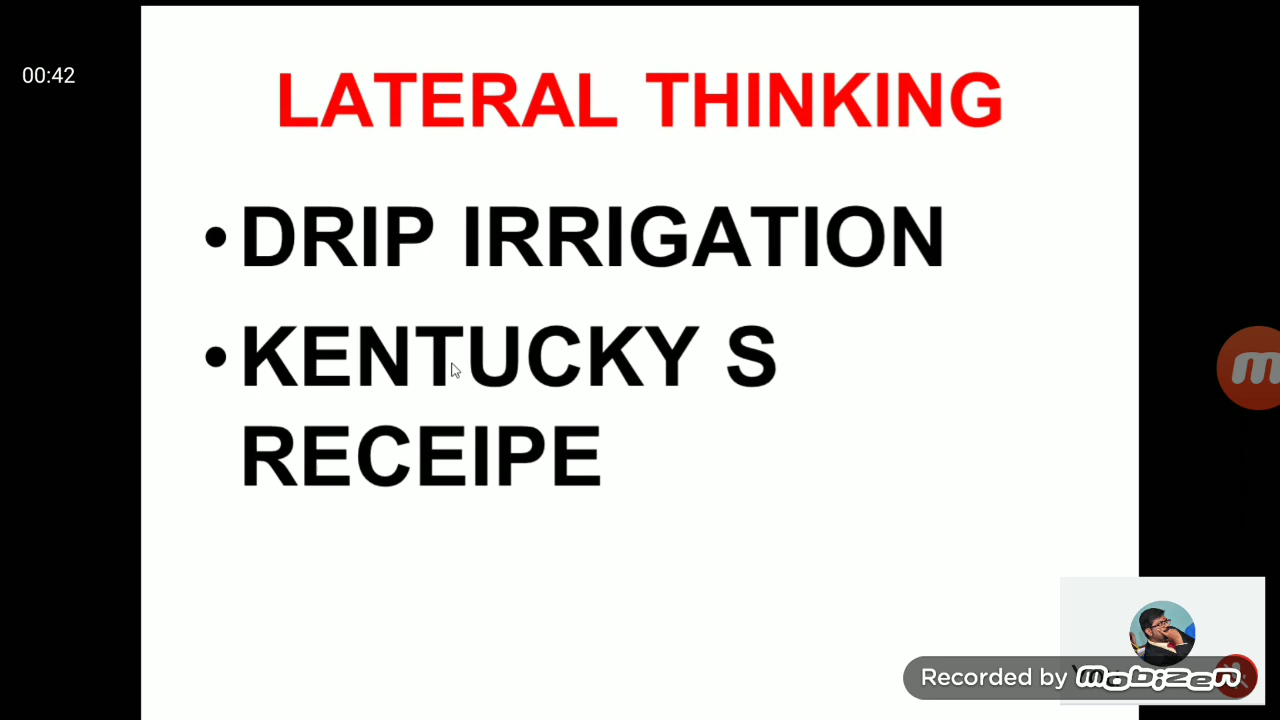 00:42
LATERAL THINKING
• DRIP IRRIGATION
• KENTUCKY S
RECEIPE
Recorded by mobizen